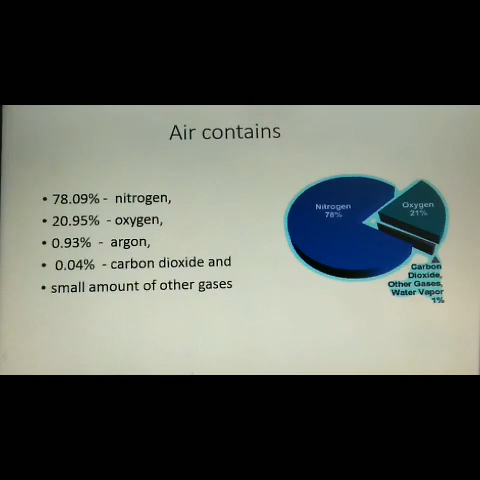 Air contains
• 78.09% - nitrogen,
• 20.95% - oxygen,
• 0.93% - argon,
• 0.04% - carbon dioxide and
• small amount of other gases
Nitrogen
78%
Oxygen
21%
Carbon
Dioxide,
Other Gases,
Water Vapor
1%